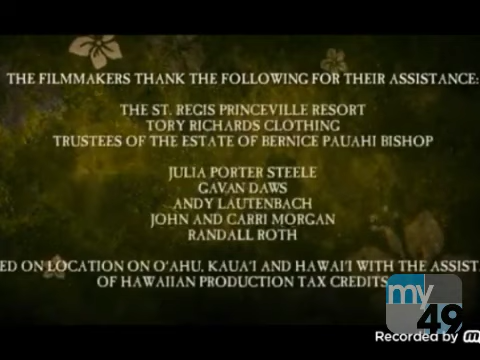 THE FILMMAKERS THANK THE FOLLOWING FOR THEIR ASSISTANCE:
THE ST. REGIS PRINCEVILLE RESORT
TORY RICHARDS CLOTHING
TRUSTEES OF THE ESTATE OF BERNICE PAUAHI BISHOP
JULIA PORTER STEELE
GAVAN DAWS
ANDY LAUTENBACH
JOHN AND CARRI MORGAN
RANDALL ROTH
ED ON LOCATION ON O'AHU, KAUA'I AND HAWAI'I WITH THE ASSIST
OF HAWAIIAN PRODUCTION TAX CREDITS
my
49
Recorded by